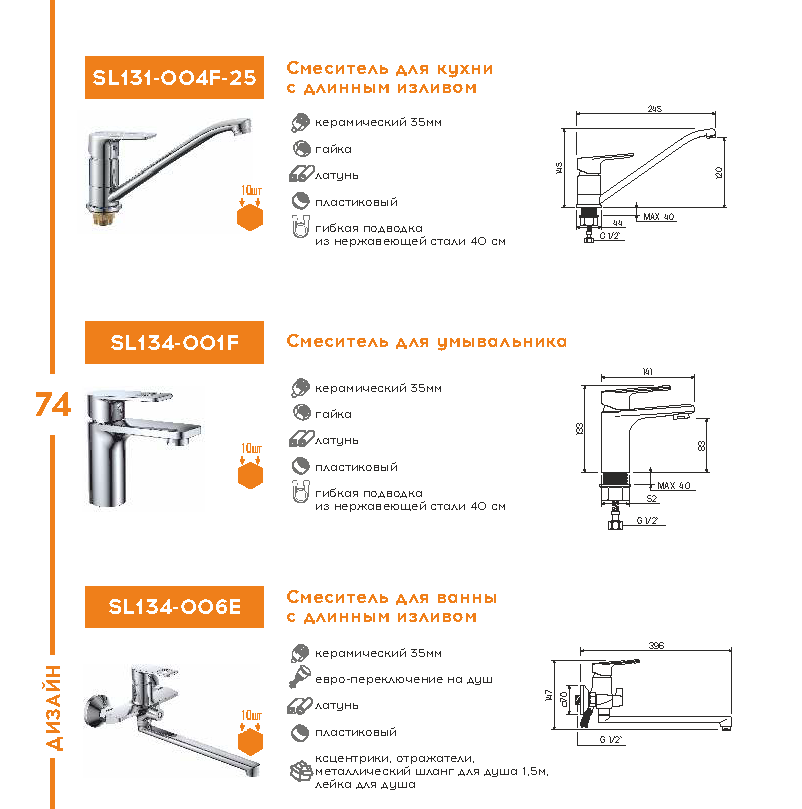 SL131-004F-25
Смеситель для кухни
с длинным изливом
керамический 35мм
гайка
латунь
пластиковый
гибкая подводка
из нержавеющей стали 40 см
10шт
245
145
120
MAX 40
44
G 1/2"
SL134-001F
Смеситель для умывальника
керамический 35мм
гайка
латунь
пластиковый
гибкая подводка
из нержавеющей стали 40 см
10шт
141
133
83
MAX 40
52
G 1/2"
74
SL134-006E
Смеситель для ванны
с длинным изливом
керамический 35мм
евро-переключение на душ
латунь
пластиковый
ксцентрики, отражатели,
металлический шланг для душа 1,5м,
лейка для душа
10шт
396
147
⌀70
G 1/2"
ДИЗАЙН